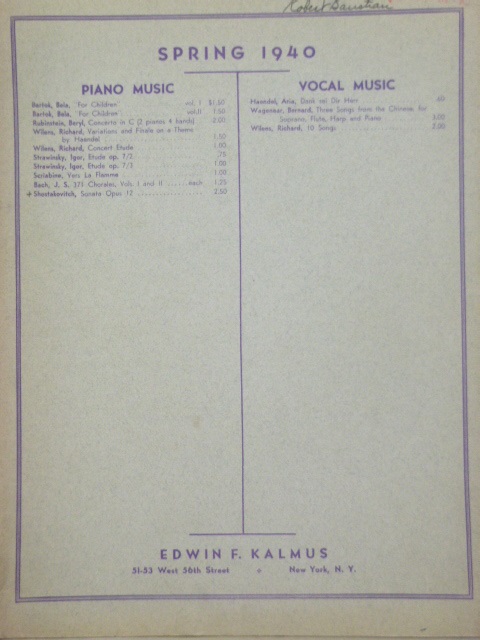 Robert Baustian
SPRING 1940
PIANO MUSIC
Bartok, Bela, "For Children" vol. I $1.50
Bartok, Bela, "For Children" vol.II 1.50
Rubinstein, Beryl, Concerto in C (2 pianos 4 hands) . 2.00
Wilens, Richard, Variations and Finale on a Theme
by Haendel 1.50
Wilens, Richard, Concert Etude 1.00
Strawinsky, Igor, Etude op. 7/3 .75
Strawinsky, Igor, Etude op. 7/3 1.00
Scriabine, Vers La Flamme 1.00
Bach, J. S. 371 Chorales, Vols. I and II ...... each 1.25
+ Shostakovitch, Sonata Opus 12 2.50
VOCAL MUSIC
Haendel, Aria, Dank sei Dir Herr .60
Wagenaar, Bernard, Three Songs from the Chinese for
Soprano, Flute, Harp and Piano 3.00
Wilens, Richard, 10 Songs 2.00
EDWIN F. KALMUS
51-53 West 56th Street • New York, N. Y.